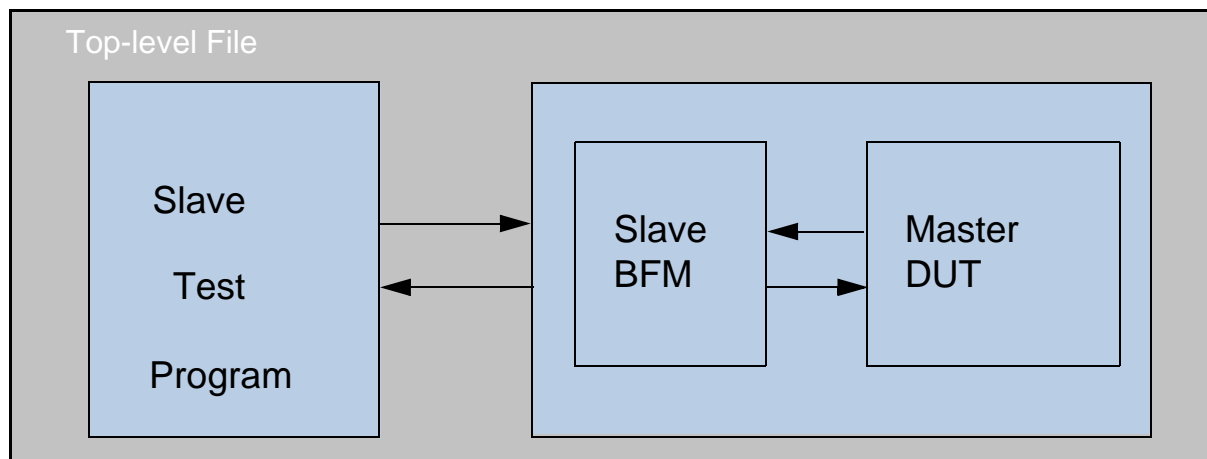 Top-level File
Slave
Test
Program
Slave
BFM
Master
DUT